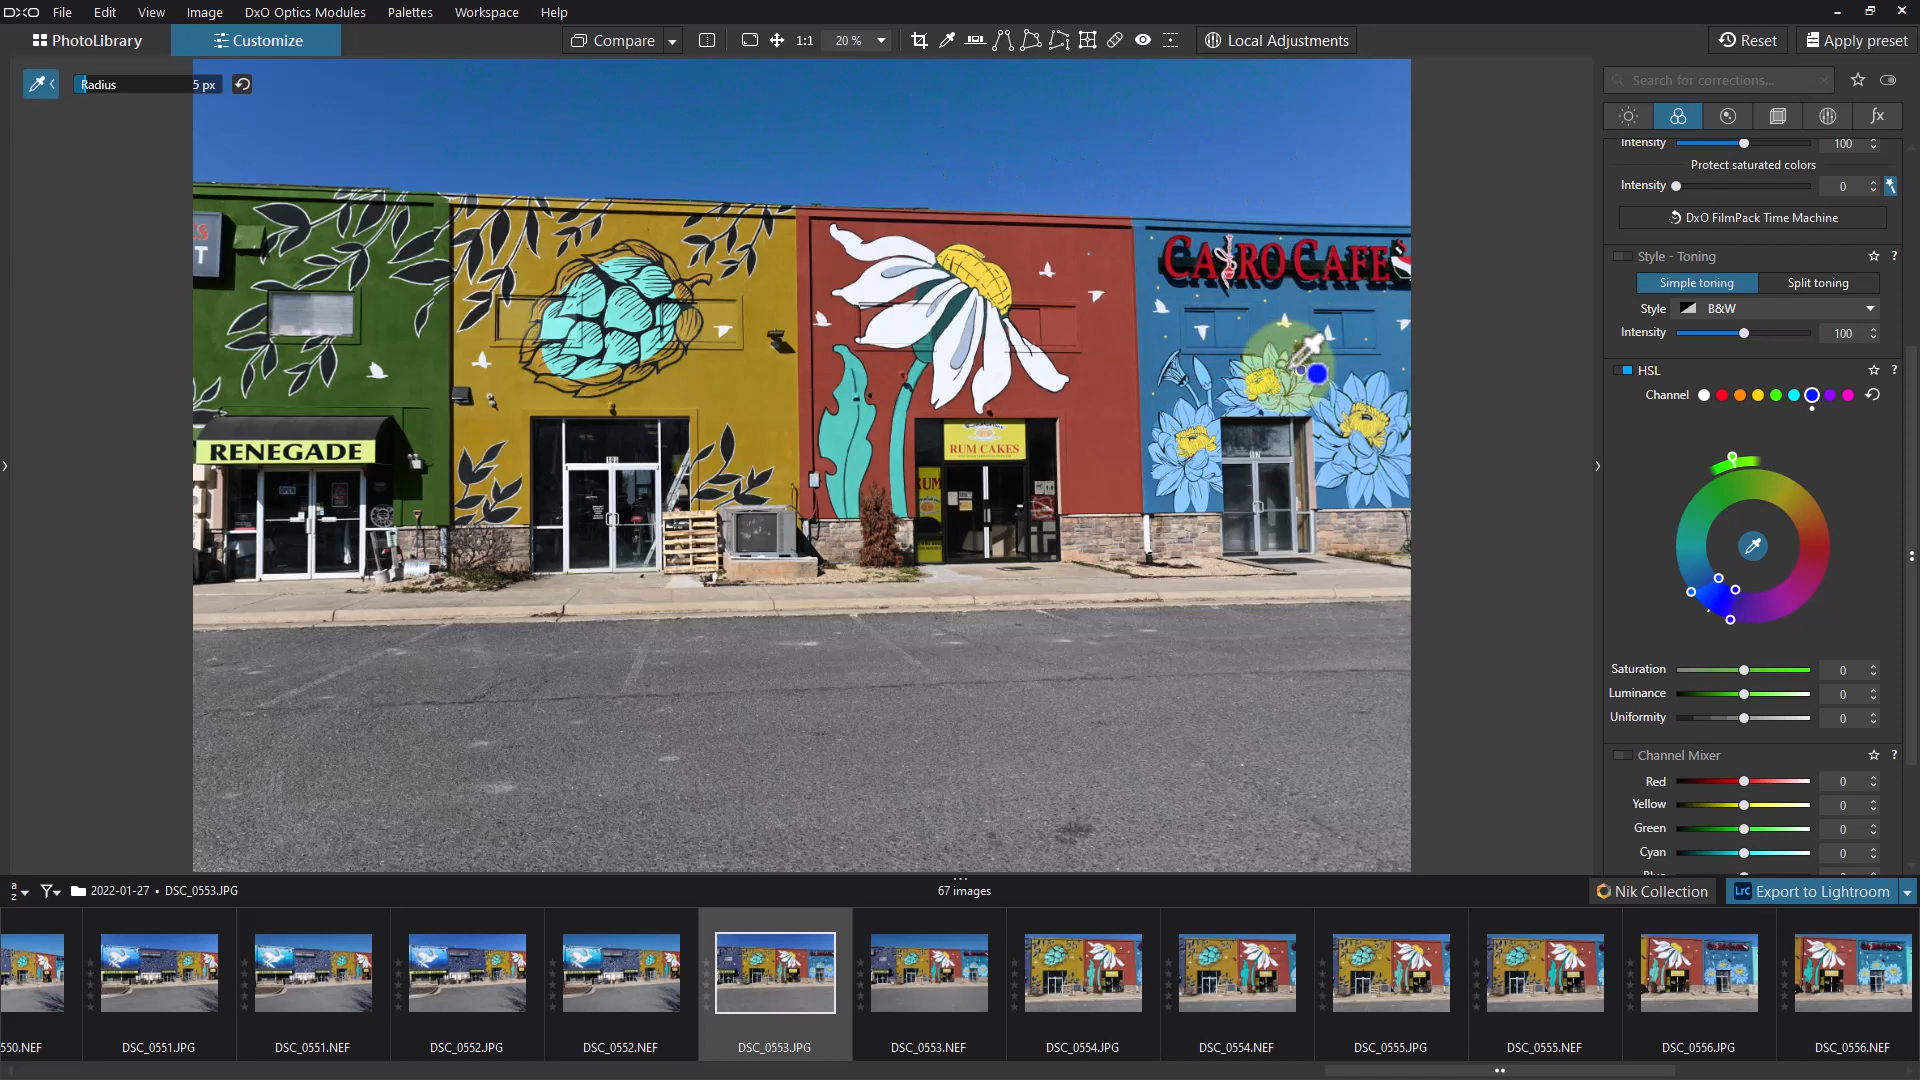 DXO File Edit View Image DxO Optics Modules Palettes Workspace Help
PhotoLibrary Customize Compare 1:1 20 % Local Adjustments Reset Apply preset
Radius 5 px
Search for corrections...
fx
Intensity 100
Protect saturated colors
Intensity 0
DxO FilmPack Time Machine
Style - Toning ?
Simple toning Split toning
Style B&W
Intensity 100
HSL ?
Channel
Saturation 0
Luminance 0
Uniformity 0
Channel Mixer ?
Red 0
Yellow 0
Green 0
Cyan 0
CAIRO CAFE
RENEGADE
OPEN
RUM CAKES
RUM
a z 2022-01-27 • DSC_0553.JPG 67 images Nik Collection LrC Export to Lightroom
550.NEF DSC_0551.JPG DSC_0551.NEF DSC_0552.JPG DSC_0552.NEF DSC_0553.JPG DSC_0553.NEF DSC_0554.JPG DSC_0554.NEF DSC_0555.JPG DSC_0555.NEF DSC_0556.JPG DSC_0556.NEF